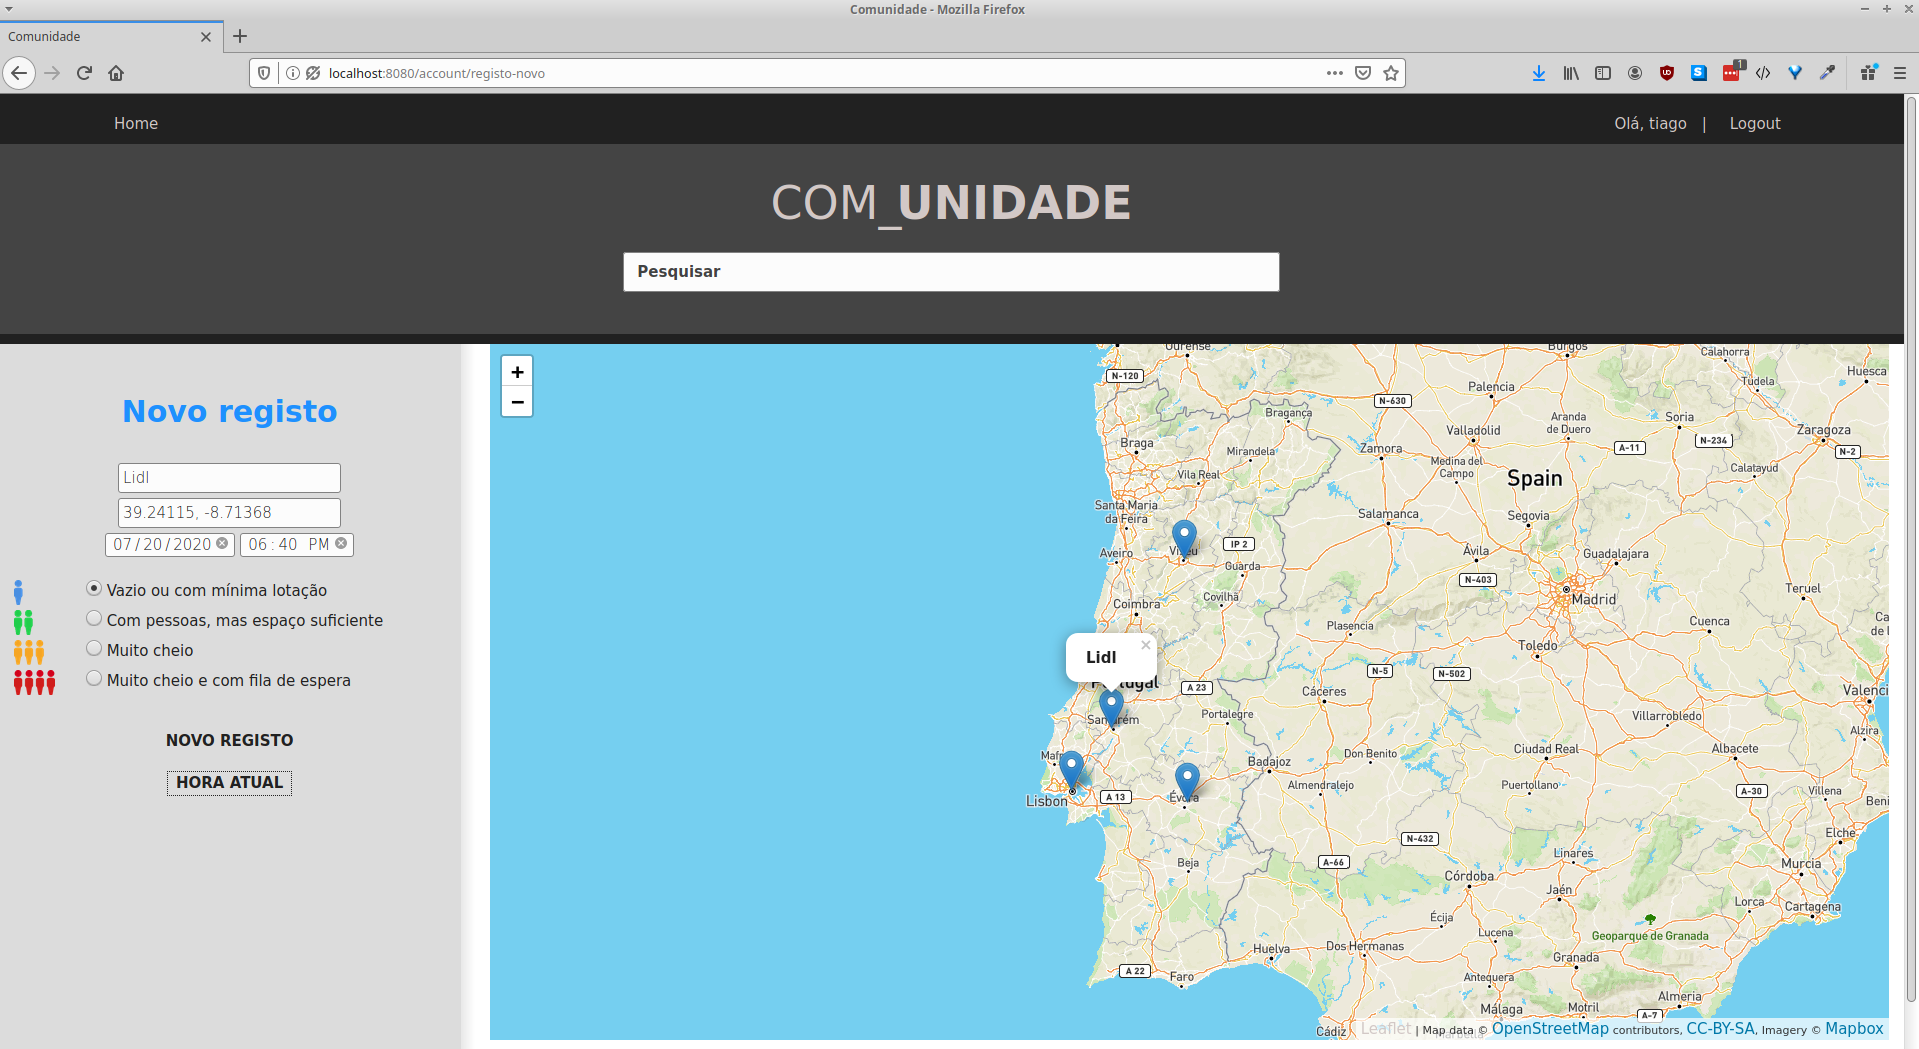 Comunidade - Mozilla Firefox
Comunidade
localhost:8080/account/registo-novo
1
Home
Olá, tiago | Logout
COM_UNIDADE
Pesquisar
Novo registo
Lidl
39.24115, -8.71368
07/20/2020 06:40 PM
Vazio ou com mínima lotação
Com pessoas, mas espaço suficiente
Muito cheio
Muito cheio e com fila de espera
NOVO REGISTO
HORA ATUAL
+
−
Ourense
Burgos
Calahorra
N-120
Palencia
Tudela
Huesca
N-630
Bragança
Aranda
de Duero
Soria
Braga
Valladolid
N-234
Zaragoza
Mirandela
Zamora
A-11
N-2
Vila Real
Medina del
Campo
Calatayud
Spain
Santa Maria
da Feira
Salamanca
Segovia
Aveiro
IP 2
Ávila
Guadalajara
Guarda
N-403
Teruel
Madrid
Coimbra
Covilhã
Plasencia
Cuenca
Toledo
Lidl
Portugal
A 23
N-5
N-502
Cáceres
Santarém
Portalegre
Villarrobledo
Alzira
Badajoz
Don Benito
Ciudad Real
Albacete
Lisbon
A 13
Évora
Almendralejo
Puertollano
A-30
Villena
N-432
Elche
Beja
A-66
Linares
Murcia
Córdoba
Jaén
Lorca
Cartagena
Écija
Geoparque de Granada
Lucena
Huelva
Dos Hermanas
Granada
A 22
Faro
Antequera
Almeria
Málaga
Motril
A-7
Cádiz
Leaflet | Map data © OpenStreetMap contributors, CC-BY-SA, Imagery © Mapbox